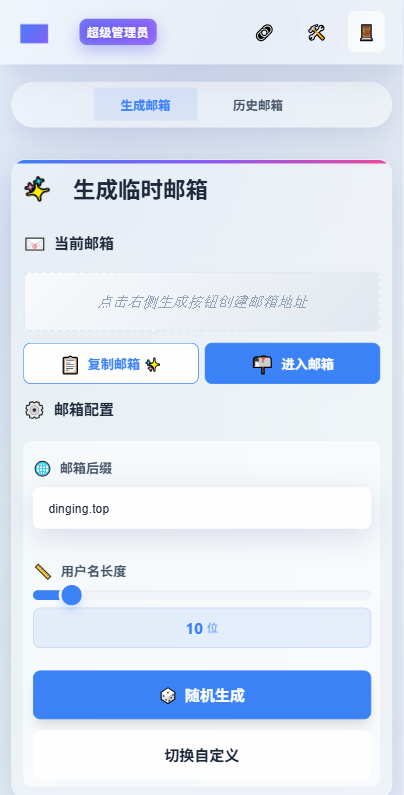 超级管理员
生成邮箱
历史邮箱
生成临时邮箱
当前邮箱
点击右侧生成按钮创建邮箱地址
复制邮箱
进入邮箱
邮箱配置
邮箱后缀
dinging.top
用户名长度
10 位
随机生成
切换自定义